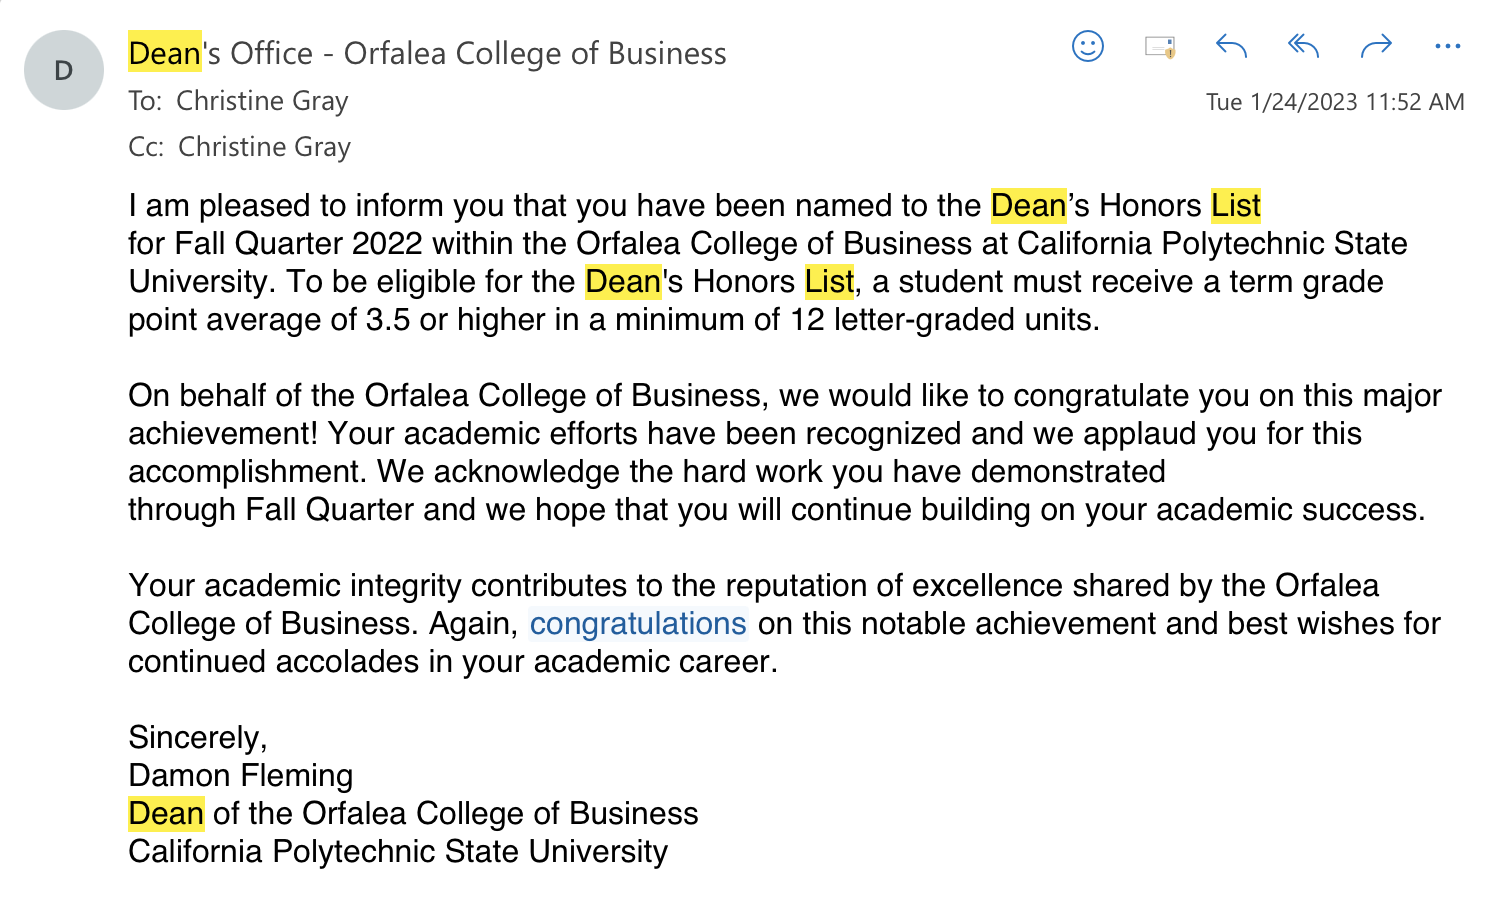 D
Dean's Office - Orfalea College of Business
To: Christine Gray
Tue 1/24/2023 11:52 AM
Cc: Christine Gray
I am pleased to inform you that you have been named to the Dean’s Honors List
for Fall Quarter 2022 within the Orfalea College of Business at California Polytechnic State
University. To be eligible for the Dean's Honors List, a student must receive a term grade
point average of 3.5 or higher in a minimum of 12 letter-graded units.
On behalf of the Orfalea College of Business, we would like to congratulate you on this major
achievement! Your academic efforts have been recognized and we applaud you for this
accomplishment. We acknowledge the hard work you have demonstrated
through Fall Quarter and we hope that you will continue building on your academic success.
Your academic integrity contributes to the reputation of excellence shared by the Orfalea
College of Business. Again, congratulations on this notable achievement and best wishes for
continued accolades in your academic career.
Sincerely,
Damon Fleming
Dean of the Orfalea College of Business
California Polytechnic State University